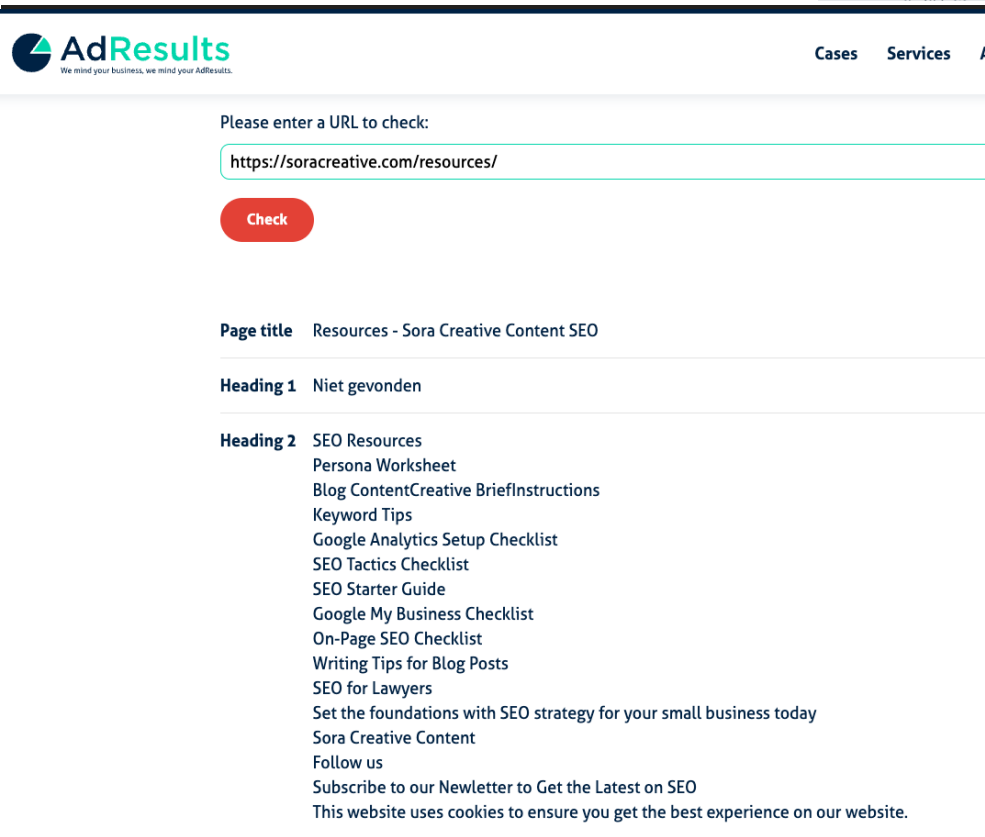 AdResults
We mind your business, we mind your AdResults.
Cases Services
Please enter a URL to check:
https://soracreative.com/resources/
Check
Page title Resources - Sora Creative Content SEO
Heading 1 Niet gevonden
Heading 2 SEO Resources
Persona Worksheet
Blog ContentCreative BriefInstructions
Keyword Tips
Google Analytics Setup Checklist
SEO Tactics Checklist
SEO Starter Guide
Google My Business Checklist
On-Page SEO Checklist
Writing Tips for Blog Posts
SEO for Lawyers
Set the foundations with SEO strategy for your small business today
Sora Creative Content
Follow us
Subscribe to our Newletter to Get the Latest on SEO
This website uses cookies to ensure you get the best experience on our website.